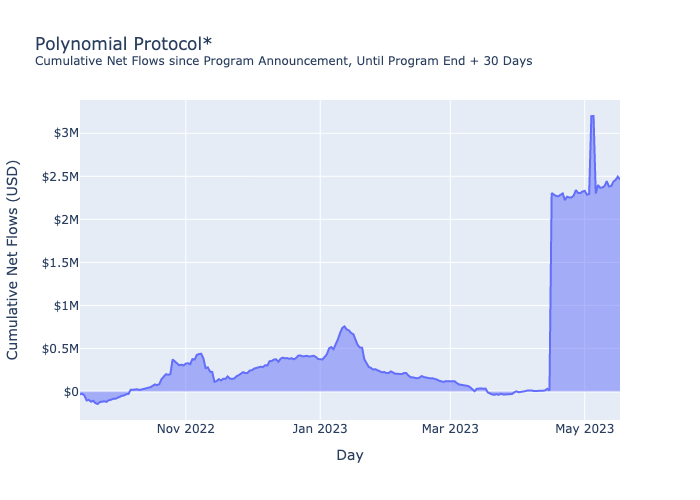 Polynomial Protocol*
Cumulative Net Flows since Program Announcement, Until Program End + 30 Days
Cumulative Net Flows (USD)
$3M
$2.5M
$2M
$1.5M
$1M
$0.5M
$0
Nov 2022
Jan 2023
Mar 2023
May 2023
Day